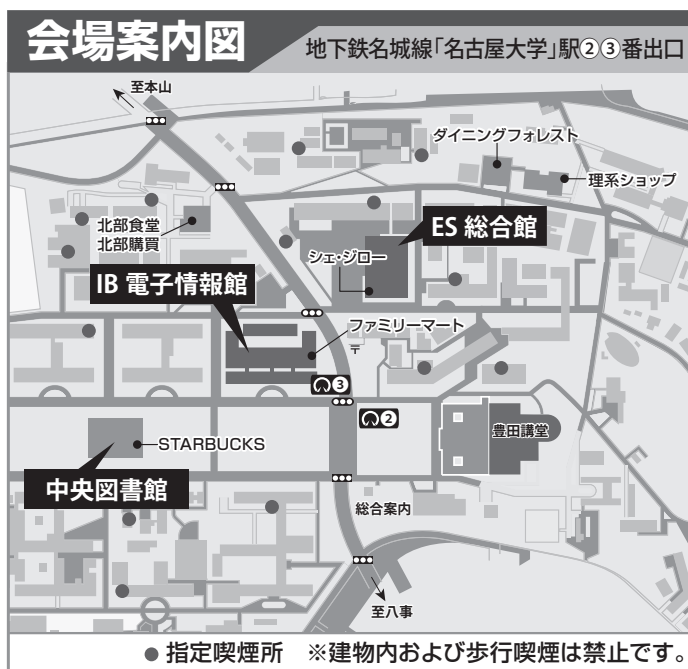 会場案内図
地下鉄名城線「名古屋大学」駅②③番出口
至本山
ダイニングフォレスト
理系ショップ
北部食堂
北部購買
ES 総合館
シェ・ジロー
IB 電子情報館
ファミリーマート
〒
③
②
豊田講堂
STARBUCKS
中央図書館
総合案内
至八事
● 指定喫煙所　※建物内および歩行喫煙は禁止です。